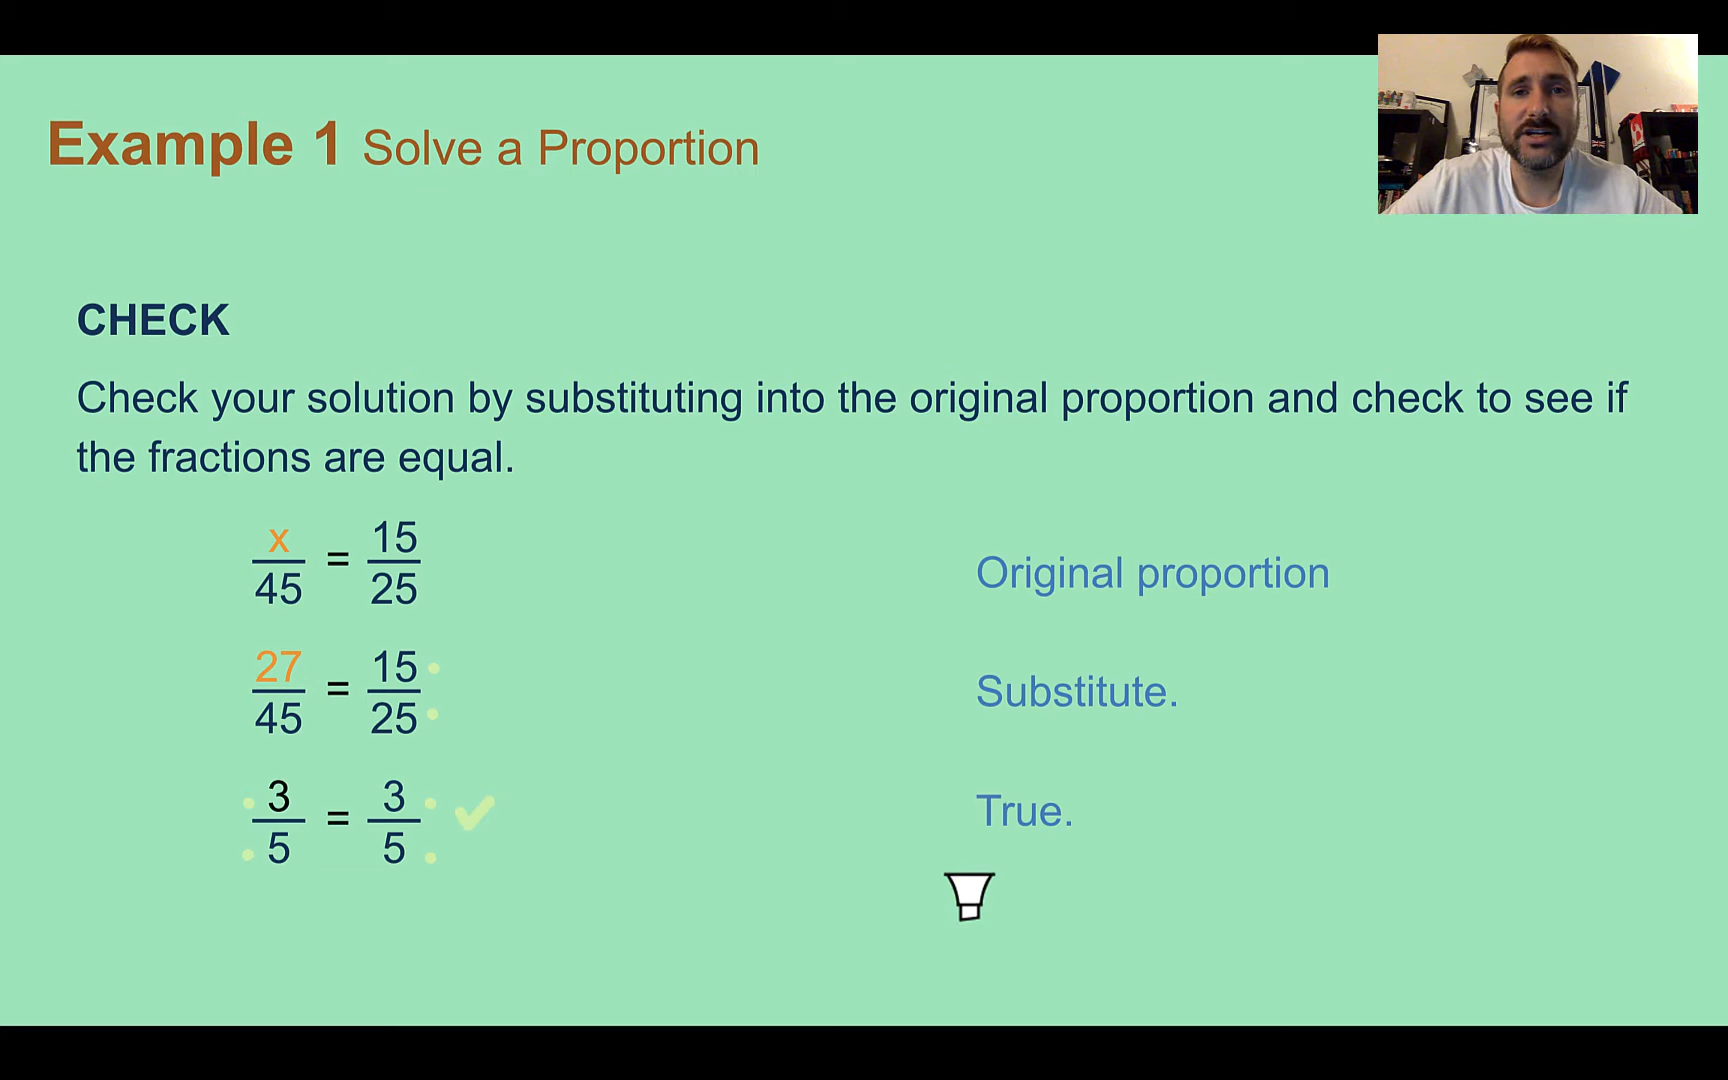 Example 1 Solve a Proportion
CHECK
Check your solution by substituting into the original proportion and check to see if
the fractions are equal.
x/45 = 15/25 Original proportion
27/45 = 15/25 Substitute.
3/5 = 3/5 ✓ True.